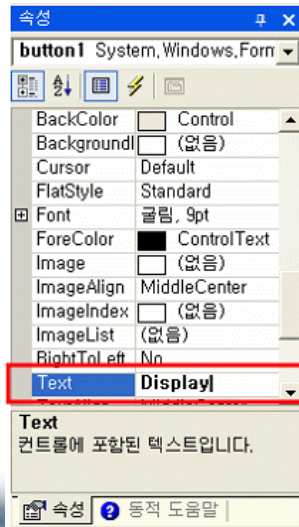 속성
button1 System.Windows.Form
BackColor Control
BackgroundI (없음)
Cursor Default
FlatStyle Standard
Font 굴림, 9pt
ForeColor ControlText
Image (없음)
ImageAlign MiddleCenter
ImageIndex (없음)
ImageList (없음)
RightToLeft No
Text Display
Text
컨트롤에 포함된 텍스트입니다.
속성 동적 도움말